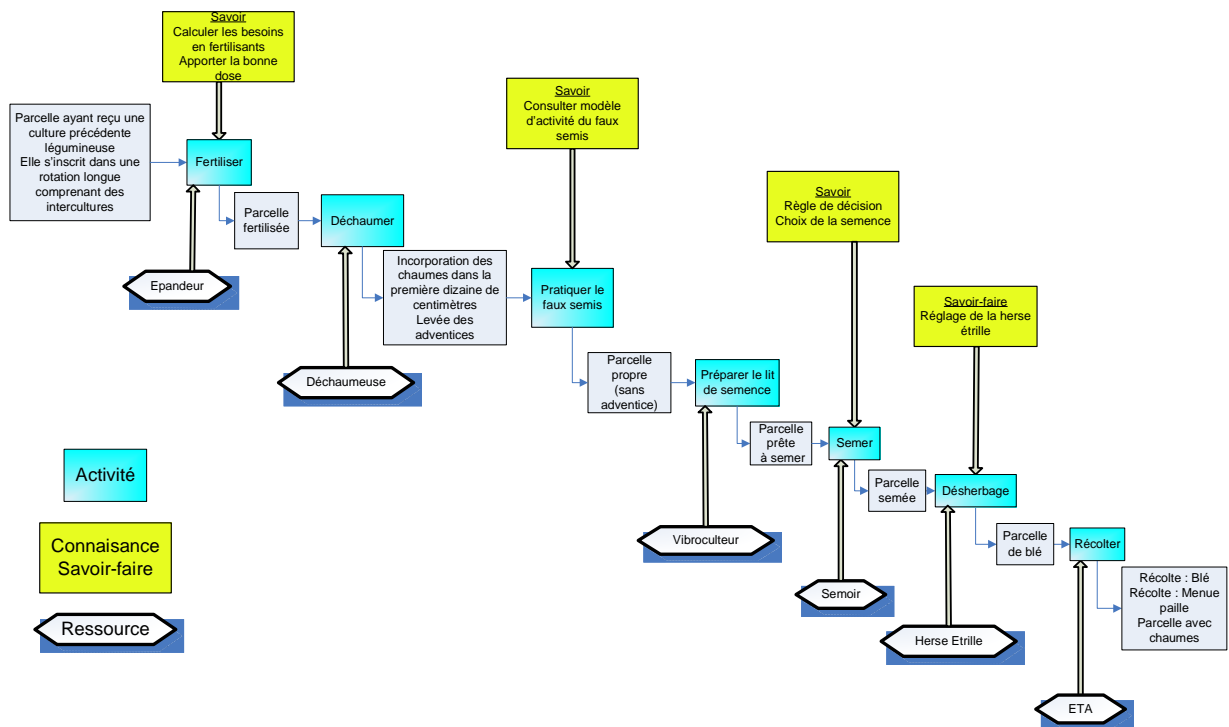 Savoir
Calculer les besoins
en fertilisants
Apporter la bonne
dose
Parcelle ayant reçu une
culture précédente
légumineuse
Elle s'inscrit dans une
rotation longue
comprenant des
intercultures
Fertiliser
Epandeur
Parcelle
fertilisée
Déchaumer
Déchaumeuse
Incorporation des
chaumes dans la
première dizaine de
centimètres
Levée des
adventices
Savoir
Consulter modèle
d'activité du faux
semis
Pratiquer le
faux semis
Parcelle
propre
(sans
adventice)
Préparer le lit
de semence
Vibroculteur
Parcelle
prête
à semer
Savoir
Règle de décision
Choix de la semence
Semer
Semoir
Parcelle
semée
Savoir-faire
Réglage de la herse
étrille
Désherbage
Herse Etrille
Parcelle
de blé
Récolter
ETA
Récolte : Blé
Récolte : Menue
paille
Parcelle avec
chaumes
Activité
Connaisance
Savoir-faire
Ressource